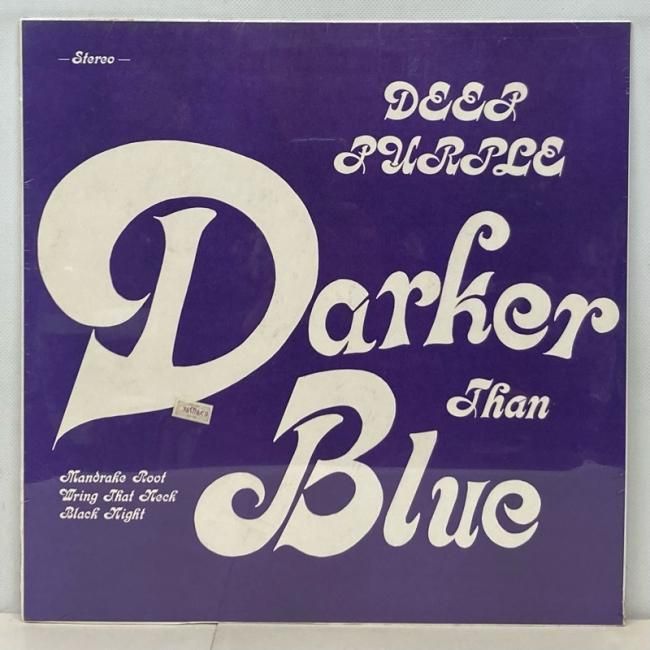 — Stereo —
DEEP
PURPLE
Darker
Than
Blue
Mandrake Root
Wring That Neck
Black Night